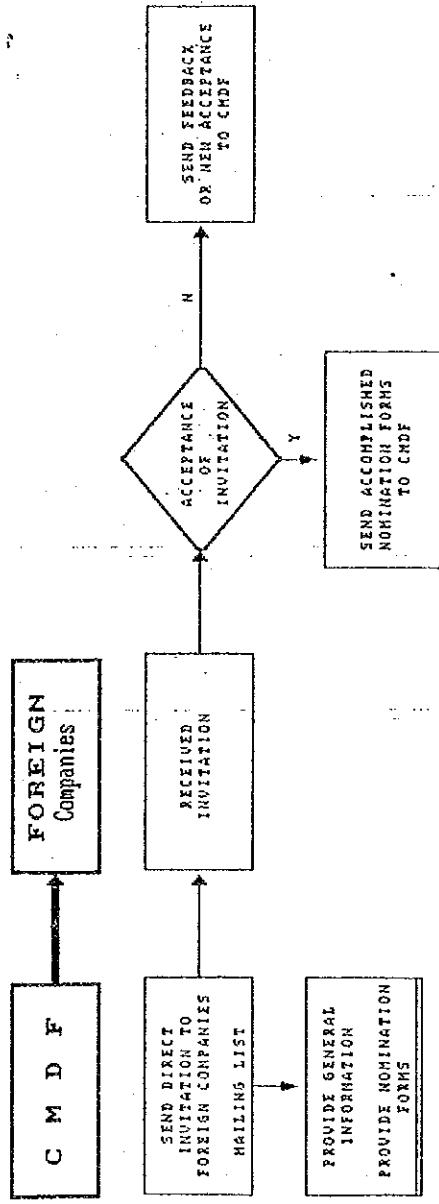 C M D F
FOREIGN
Companies
SEND DIRECT
INVITATION TO
FOREIGN COMPANIES
MAILING LIST
RECEIVED
INVITATION
ACCEPTANCE
OF
INVITATION
N
SEND FEEDBACK
OR NEW ACCEPTANCE
TO CMDF
Y
SEND ACCOMPLISHED
NOMINATION FORMS
TO CMDF
PROVIDE GENERAL
INFORMATION
PROVIDE NOMINATION
FORMS